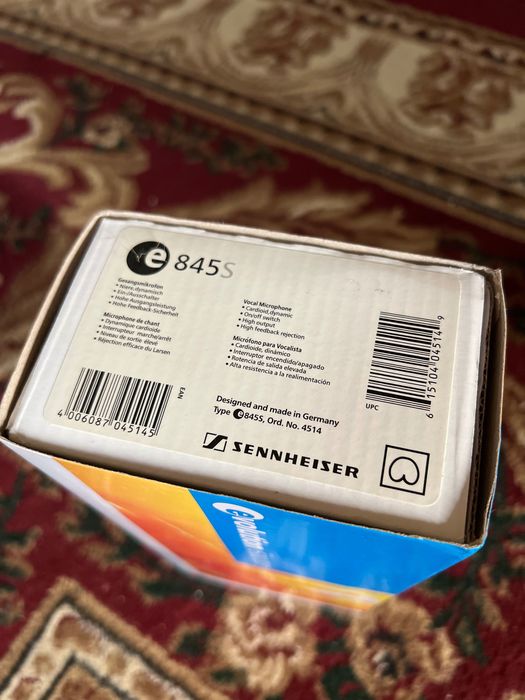 e 845S
Gesangsmikrofon
• Niere, dynamisch
• Ein-/Ausschalter
• Hohe Ausgangsleistung
• Hohe Feedback-Sicherheit
Microphone de chant
• Dynamique cardioïde
• Interrupteur marche/arrêt
• Niveau de sortie élevé
• Réjection efficace du Larsen
Vocal Microphone
• Cardioid, dynamic
• On/off switch
• High output
• High feedback rejection
Micrófono para Vocalista
• Cardioide, dinámico
• Interruptor encendido/apagado
• Rotencia de salida elevada
• Alta resistencia a la realimentación
6 15104 04514 9
UPC
4 006087 045145
EAN
Designed and made in Germany
Type e845S, Ord. No. 4514
SENNHEISER
evolution